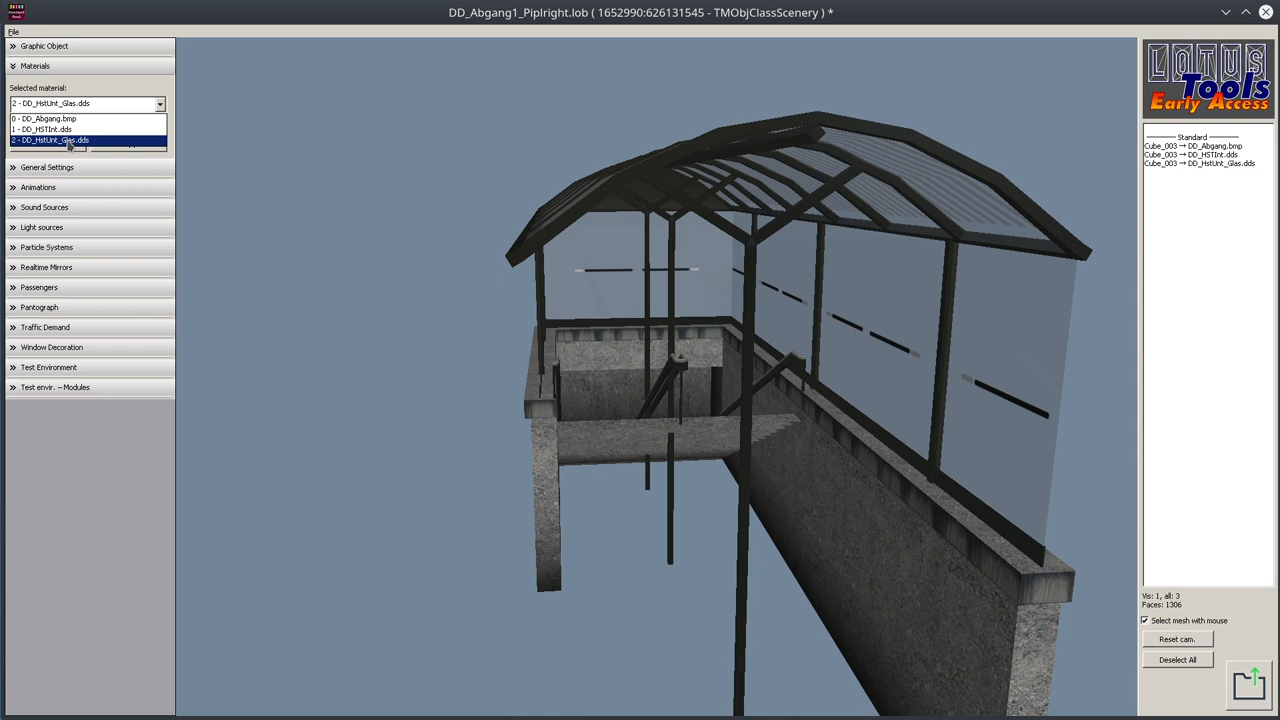 DD_Abgang1_Piplright.lob ( 1652990:626131545 - TMObjClassScenery ) *
File
Graphic Object
Materials
Selected material:
2 - DD_HstUnt_Glas.dds
0 - DD_Abgang.bmp
1 - DD_HSTInt.dds
2 - DD_HstUnt_Glas.dds
General Settings
Animations
Sound Sources
Light sources
Particle Systems
Realtime Mirrors
Passengers
Pantograph
Traffic Demand
Window Decoration
Test Environment
Test envir. – Modules
LOTUS
Tools
Early Access
Standard
Cube_003 → DD_Abgang.bmp
Cube_003 → DD_HSTInt.dds
Cube_003 → DD_HstUnt_Glas.dds
Vis: 1, all: 3
Faces: 1306
Select mesh with mouse
Reset cam.
Deselect All